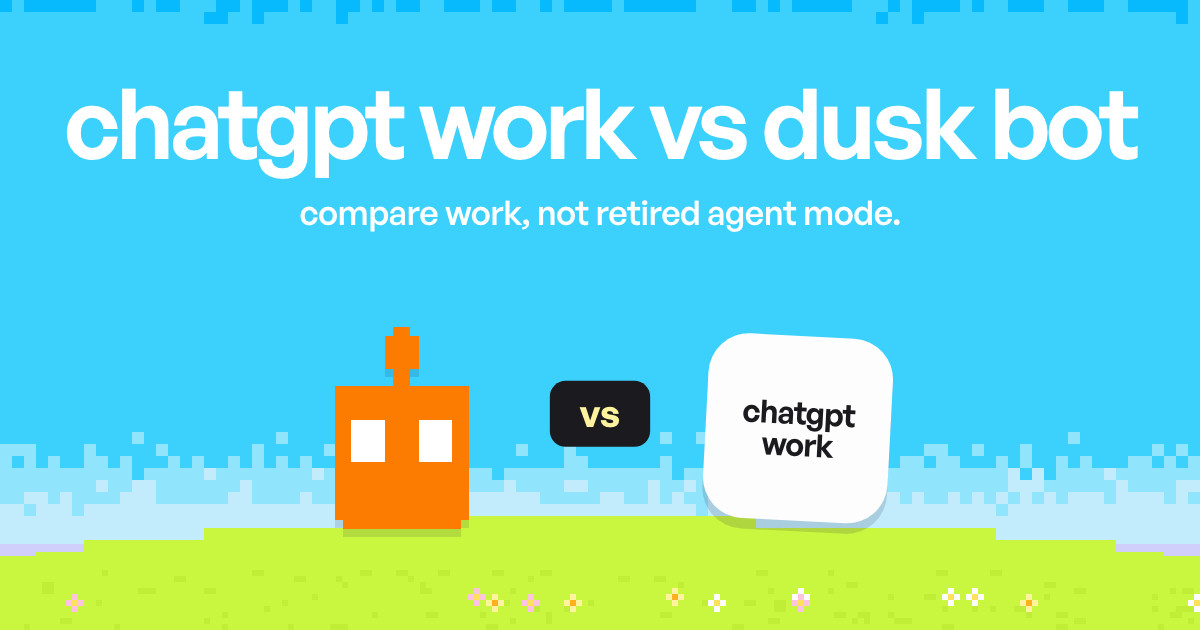 chatgpt work vs dusk bot
compare work, not retired agent mode.
vs
chatgpt
work